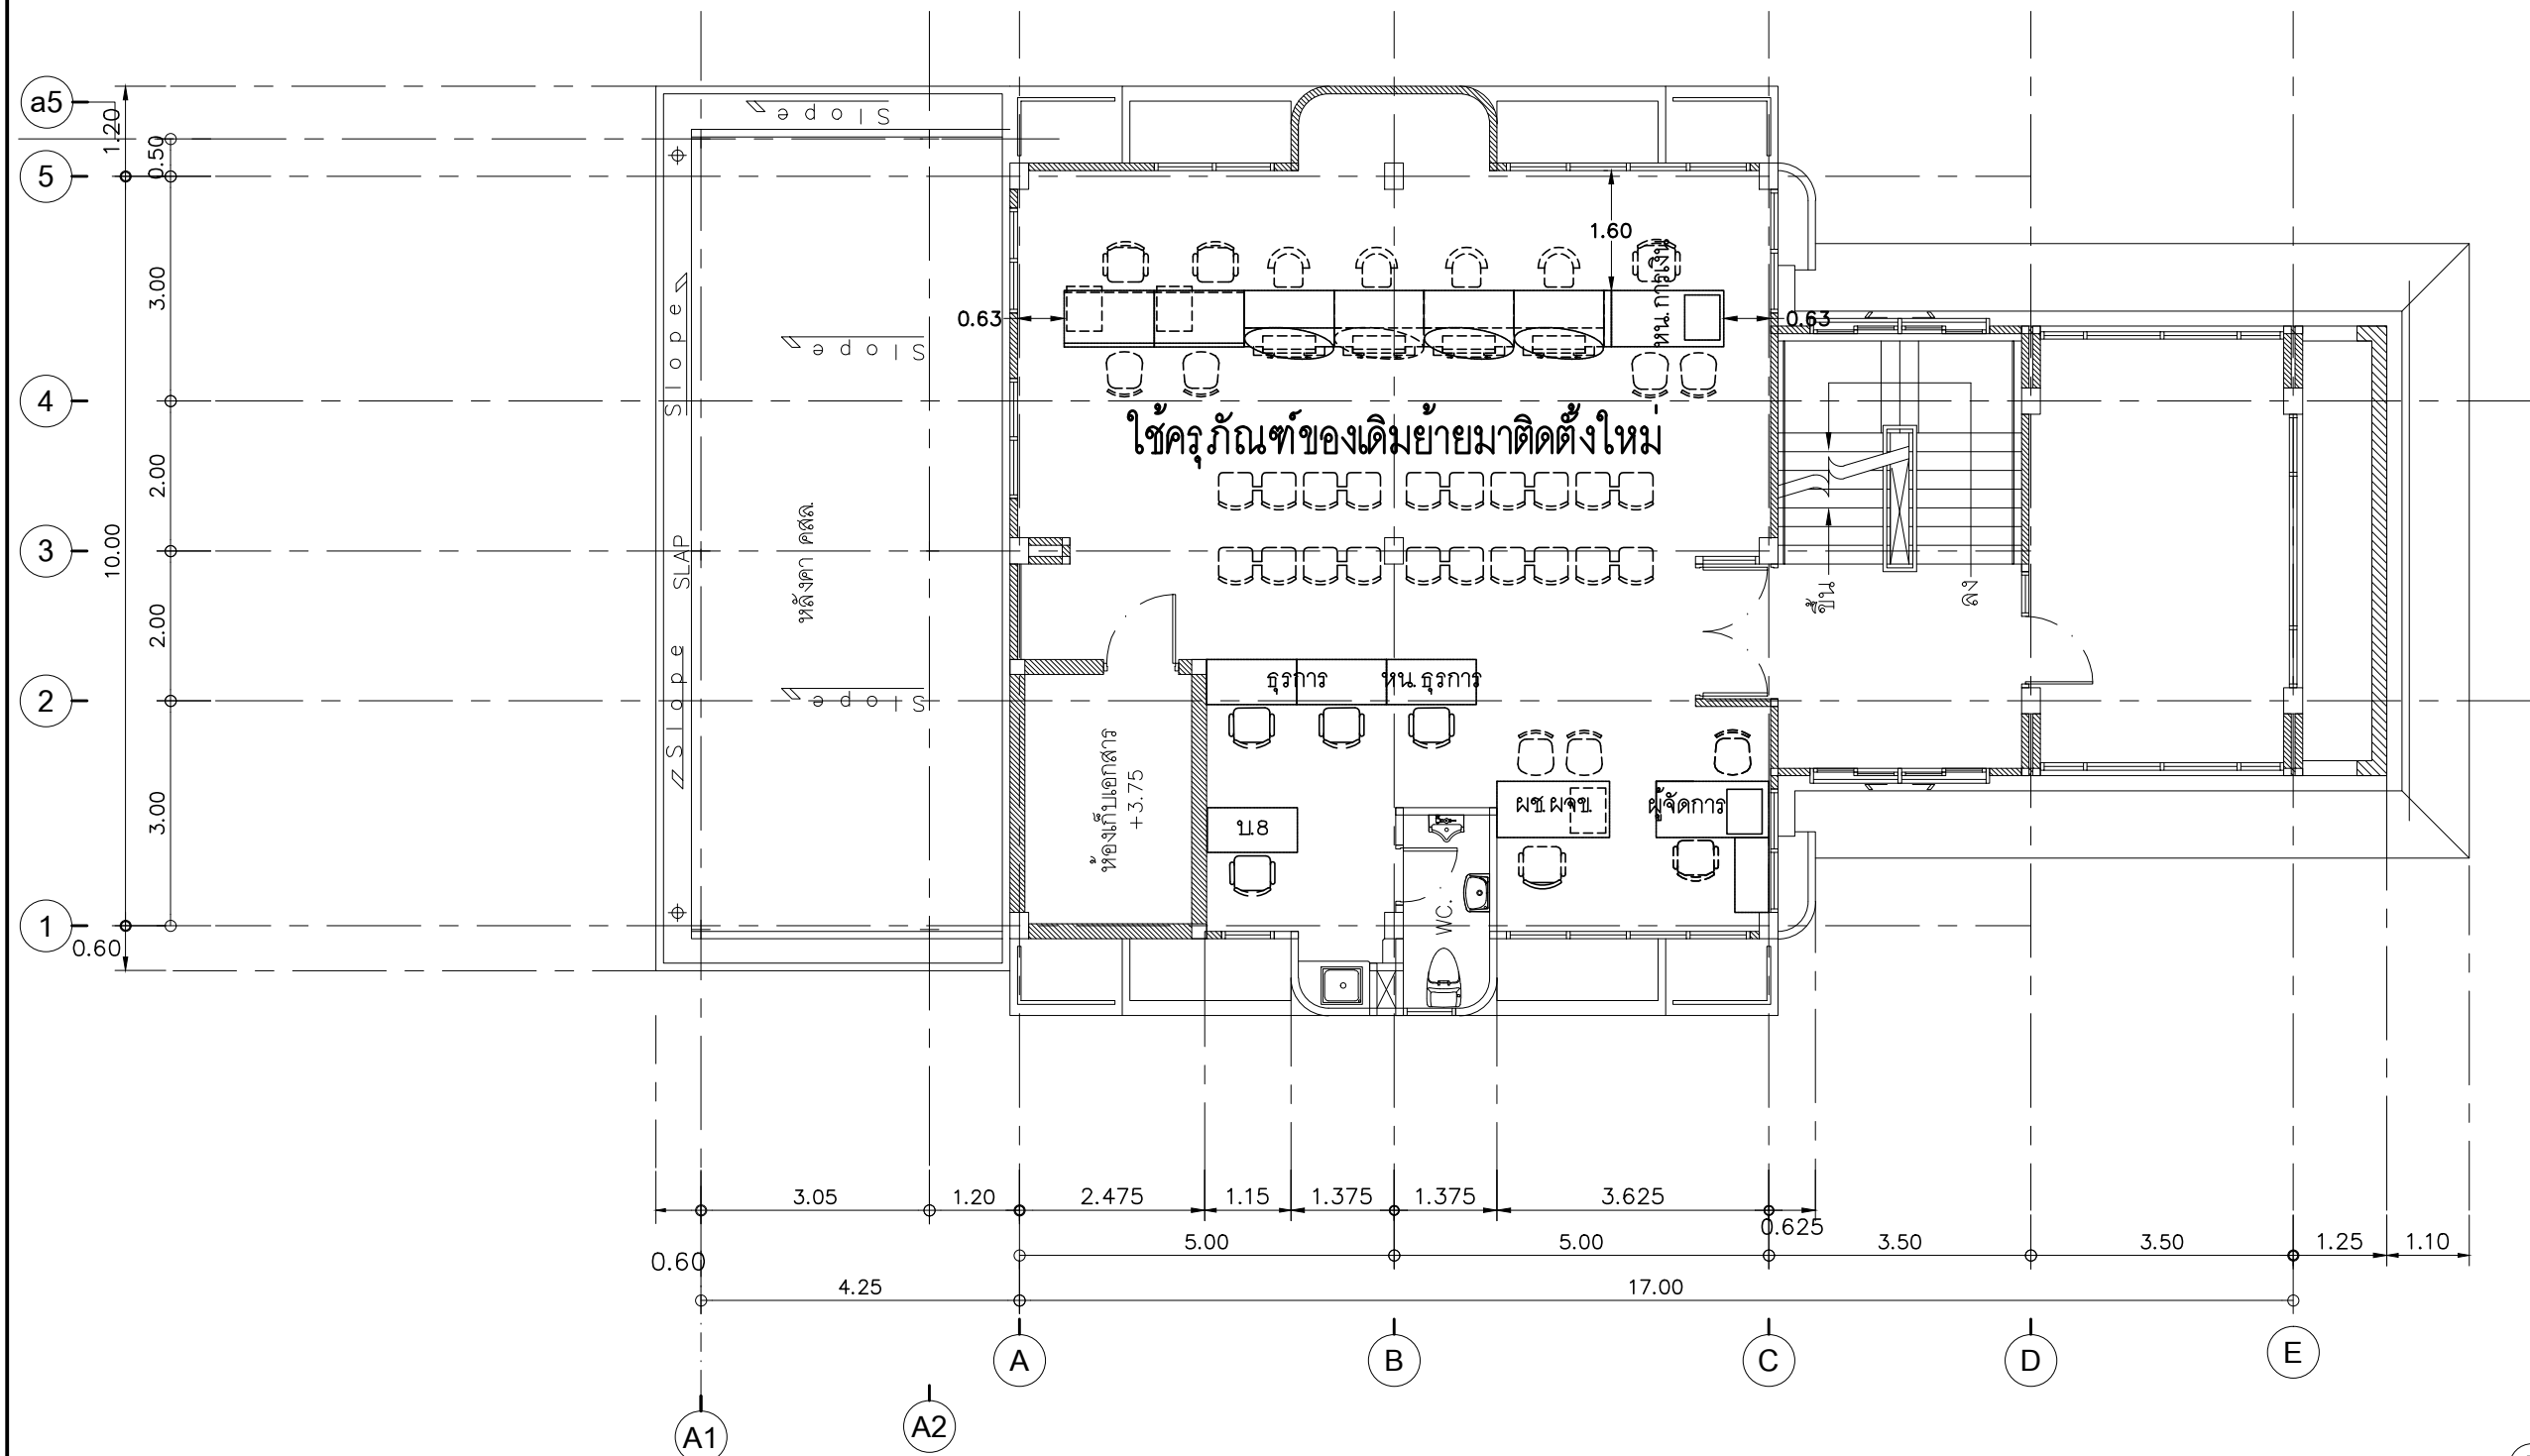 a5
1.20
Slope
0.50
5
1.60
หน.การเงิน
3.00
0.63
0.63
Slope
Slope
4
ใช้ครุภัณฑ์ของเดิมย้ายมาติดตั้งใหม่
2.00
10.00
หลังคา คสล.
SLAP
3
ขึ้น
ลง
2.00
ธุรการ
หน.ธุรการ
Slope
Slope
2
ห้องเก็บเอกสาร
+3.75
3.00
บ.8
ผช.ผจข.
ผู้จัดการ
WC.
1
0.60
3.05
1.20
2.475
1.15
1.375
1.375
3.625
0.625
0.60
5.00
5.00
3.50
3.50
1.25
1.10
4.25
17.00
A
B
C
D
E
A1
A2